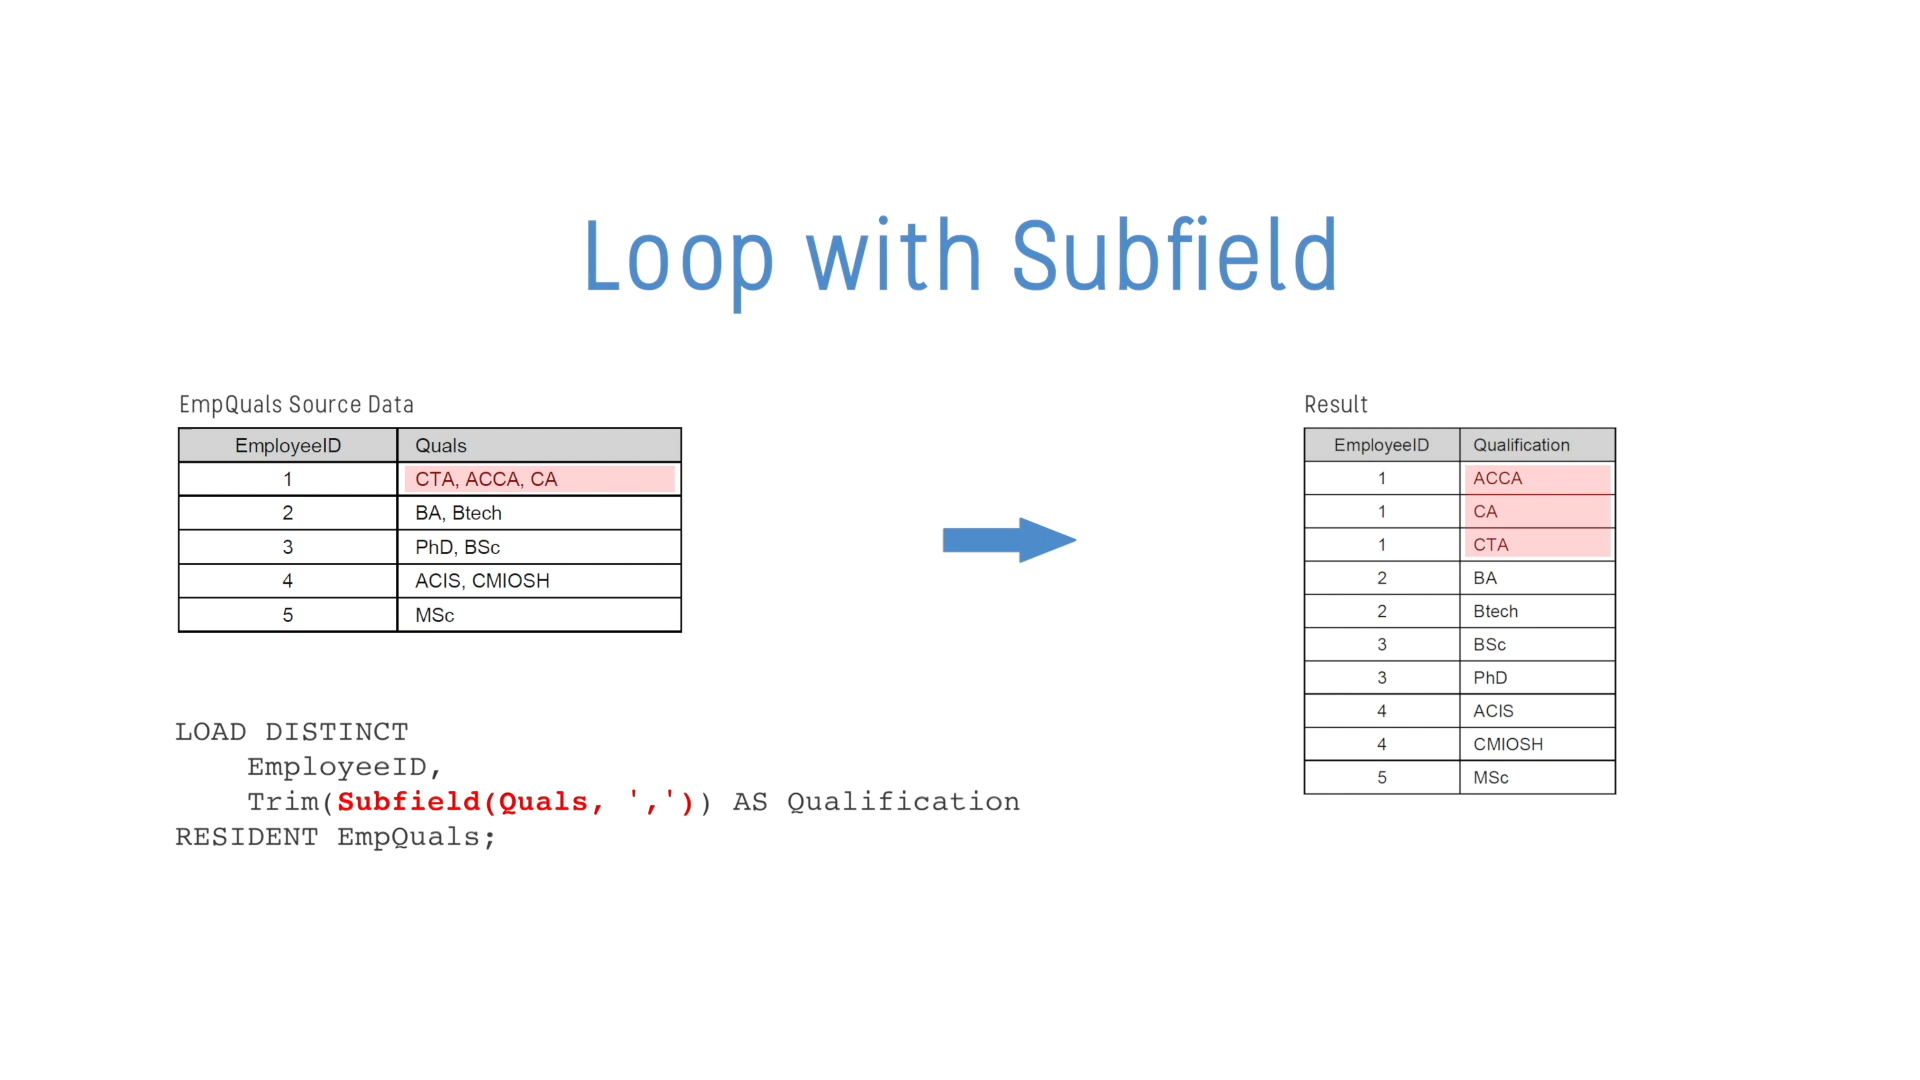 Loop with Subfield
EmpQuals Source Data
EmployeeID Quals
1 CTA, ACCA, CA
2 BA, Btech
3 PhD, BSc
4 ACIS, CMIOSH
5 MSc
LOAD DISTINCT
EmployeeID,
Trim(Subfield(Quals, ',')) AS Qualification
RESIDENT EmpQuals;
Result
EmployeeID Qualification
1 ACCA
1 CA
1 CTA
2 BA
2 Btech
3 BSc
3 PhD
4 ACIS
4 CMIOSH
5 MSc